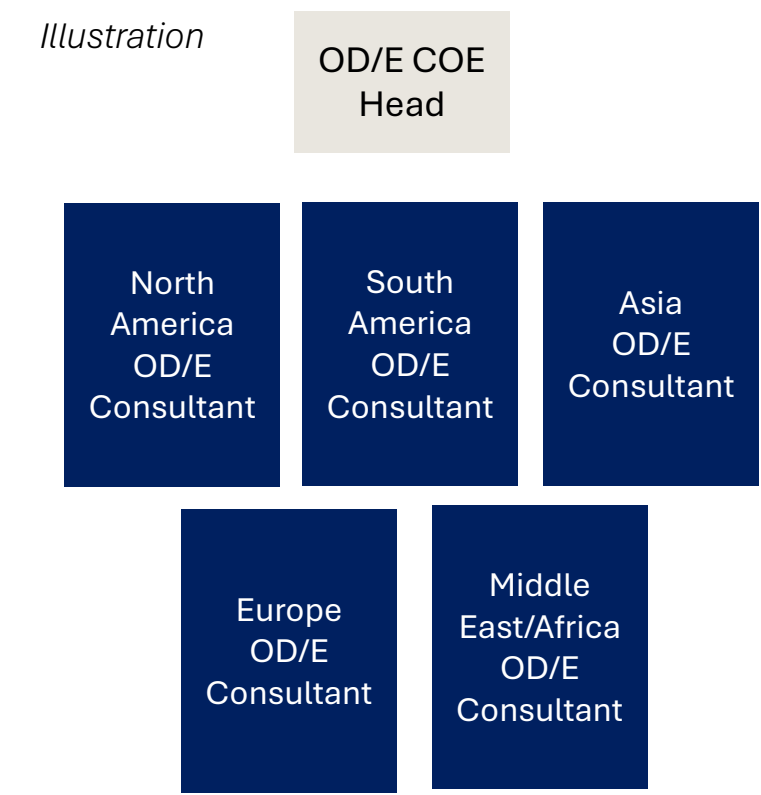 Illustration
OD/E COE
Head
North
America
OD/E
Consultant
South
America
OD/E
Consultant
Asia
OD/E
Consultant
Europe
OD/E
Consultant
Middle
East/Africa
OD/E
Consultant